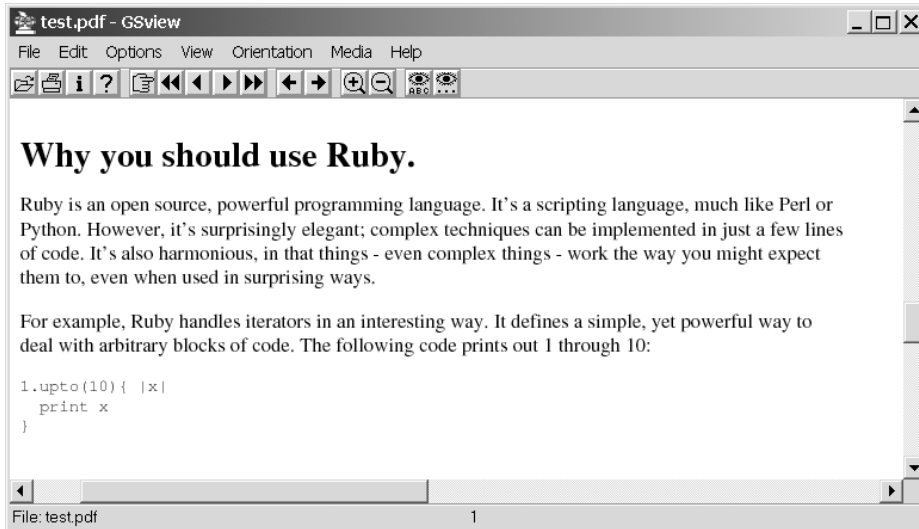 test.pdf - GSview
File Edit Options View Orientation Media Help
i ? ABC
Why you should use Ruby.
Ruby is an open source, powerful programming language. It's a scripting language, much like Perl or
Python. However, it's surprisingly elegant; complex techniques can be implemented in just a few lines
of code. It's also harmonious, in that things - even complex things - work the way you might expect
them to, even when used in surprising ways.
For example, Ruby handles iterators in an interesting way. It defines a simple, yet powerful way to
deal with arbitrary blocks of code. The following code prints out 1 through 10:
1.upto(10){ |x|
  print x
}
File: test.pdf 1